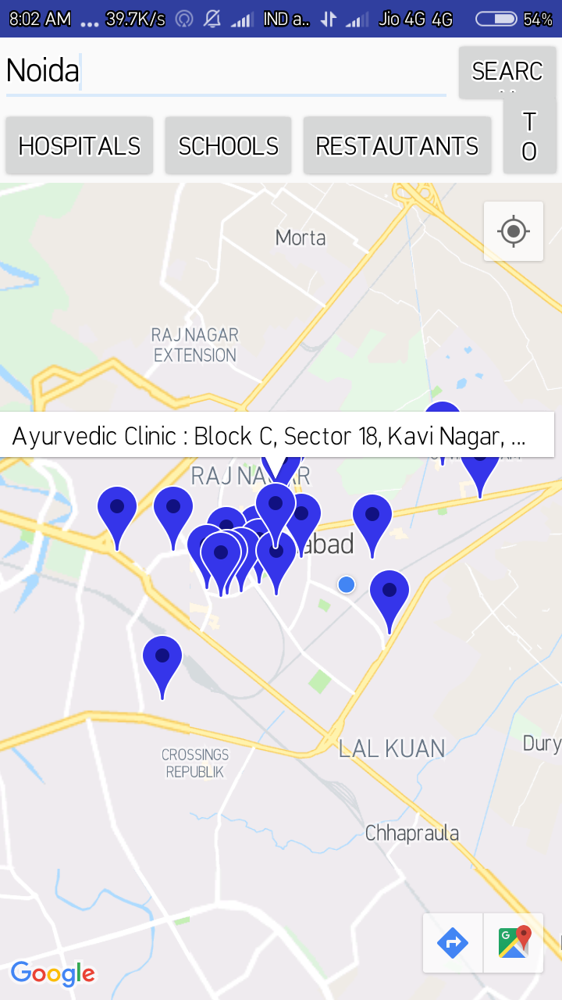 8:02 AM ... 39.7K/s IND a.. Jio 4G 4G 54%
Noida
SEARC
HOSPITALS SCHOOLS RESTAUTANTS
T
O
Morta
RAJ NAGAR
EXTENSION
Ayurvedic Clinic : Block C, Sector 18, Kavi Nagar, ...
RAJ NAGAR
abad
LAL KUAN
Dury
CROSSINGS
REPUBLIK
Chhapraula
Google